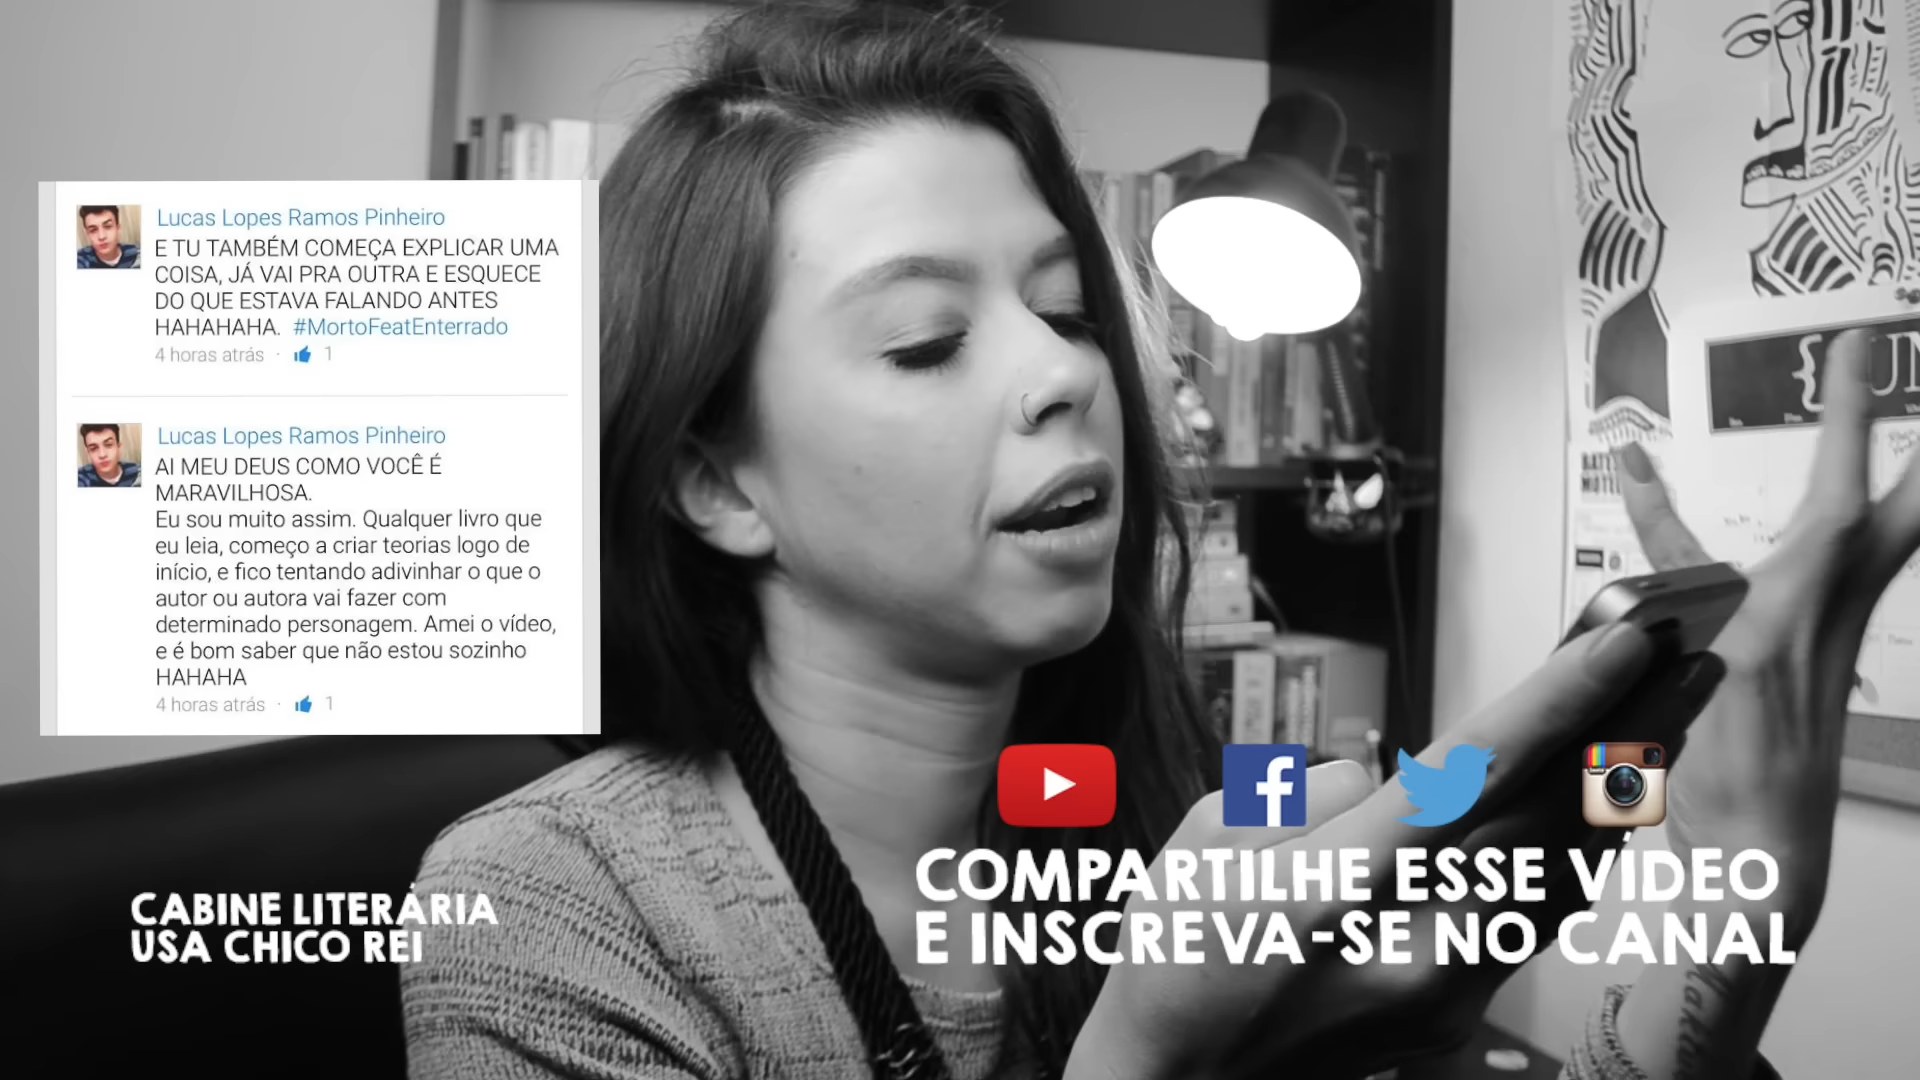 Lucas Lopes Ramos Pinheiro
E TU TAMBÉM COMEÇA EXPLICAR UMA
COISA, JÁ VAI PRA OUTRA E ESQUECE
DO QUE ESTAVA FALANDO ANTES
HAHAHAHA. #MortoFeatEnterrado
4 horas atrás · 1
Lucas Lopes Ramos Pinheiro
AI MEU DEUS COMO VOCÊ É
MARAVILHOSA.
Eu sou muito assim. Qualquer livro que
eu leia, começo a criar teorias logo de
início, e fico tentando adivinhar o que o
autor ou autora vai fazer com
determinado personagem. Amei o vídeo,
e é bom saber que não estou sozinho
HAHAHA
4 horas atrás · 1
CABINE LITERÁRIA
USA CHICO REI
COMPARTILHE ESSE VÍDEO
E INSCREVA-SE NO CANAL